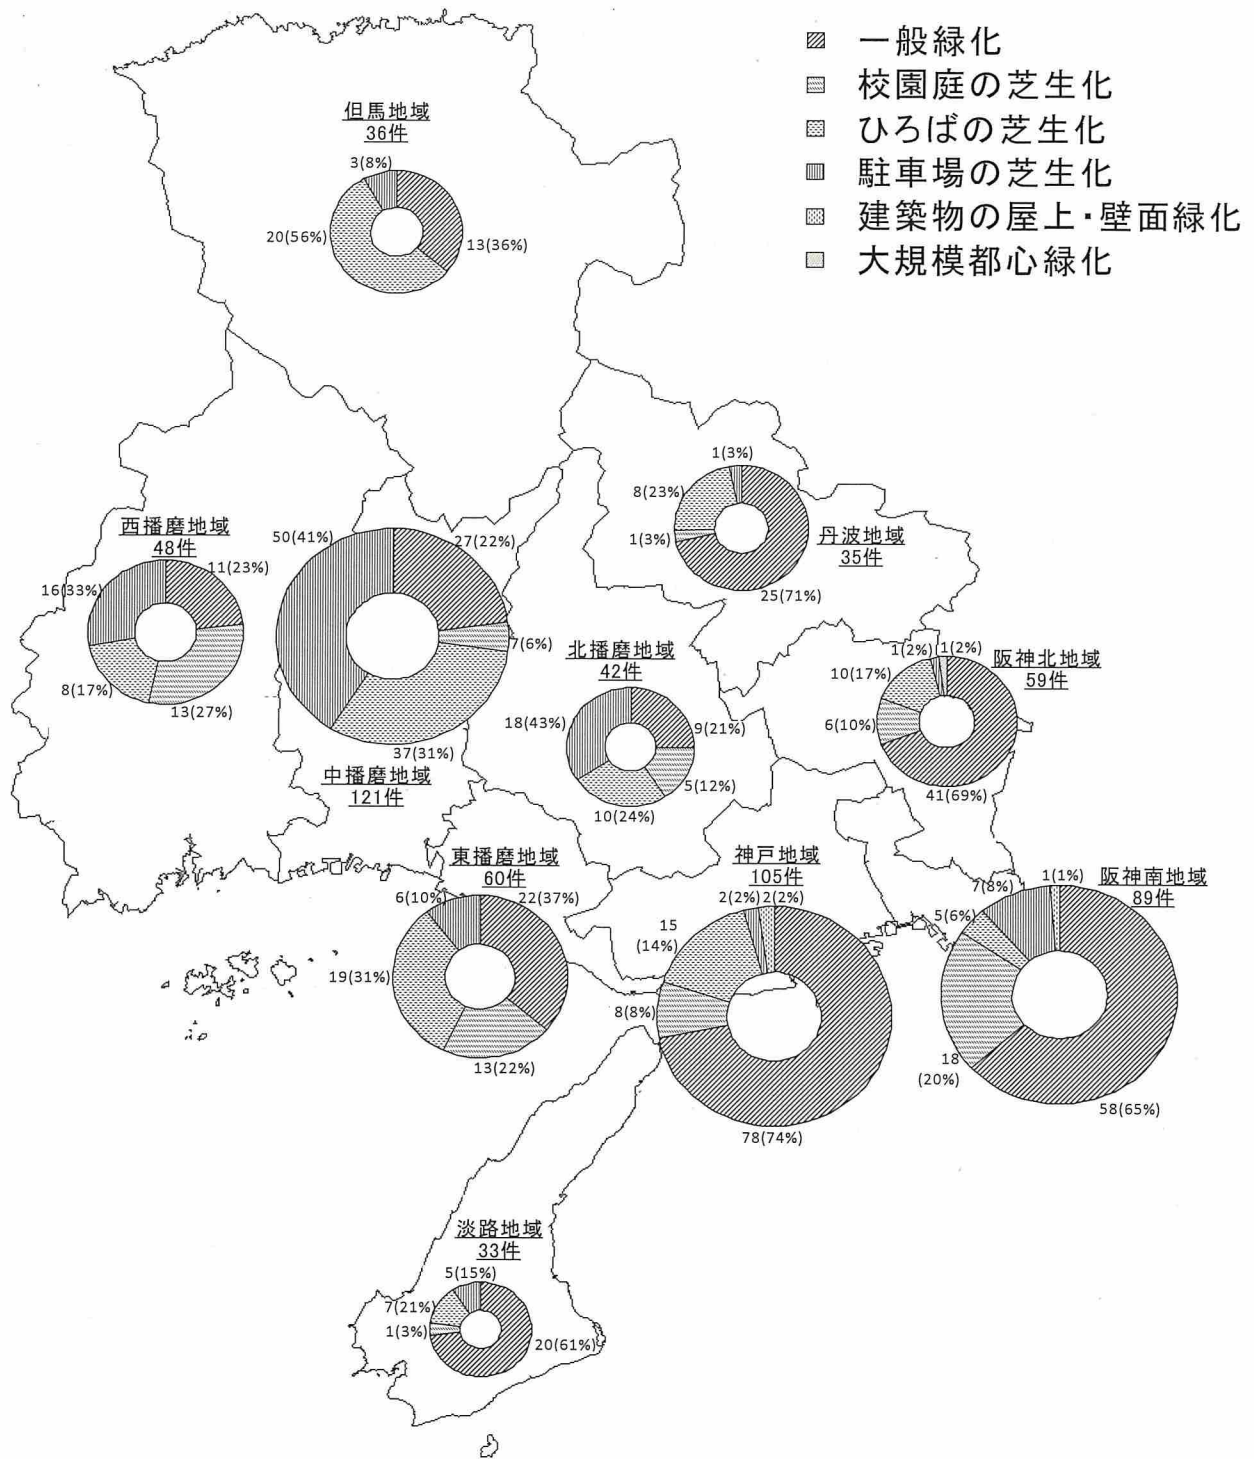 一般緑化
校園庭の芝生化
ひろばの芝生化
駐車場の芝生化
建築物の屋上・壁面緑化
大規模都心緑化
但馬地域
36件
3(8%)
20(56%)
13(36%)
丹波地域
35件
1(3%)
8(23%)
1(3%)
25(71%)
西播磨地域
48件
11(23%)
16(33%)
8(17%)
13(27%)
50(41%)
27(22%)
7(6%)
37(31%)
中播磨地域
121件
北播磨地域
42件
18(43%)
9(21%)
5(12%)
10(24%)
阪神北地域
59件
1(2%)
1(2%)
10(17%)
6(10%)
41(69%)
東播磨地域
60件
6(10%)
22(37%)
19(31%)
13(22%)
神戸地域
105件
2(2%)
2(2%)
15
(14%)
8(8%)
78(74%)
阪神南地域
89件
1(1%)
7(8%)
5(6%)
18
(20%)
58(65%)
淡路地域
33件
5(15%)
7(21%)
1(3%)
20(61%)